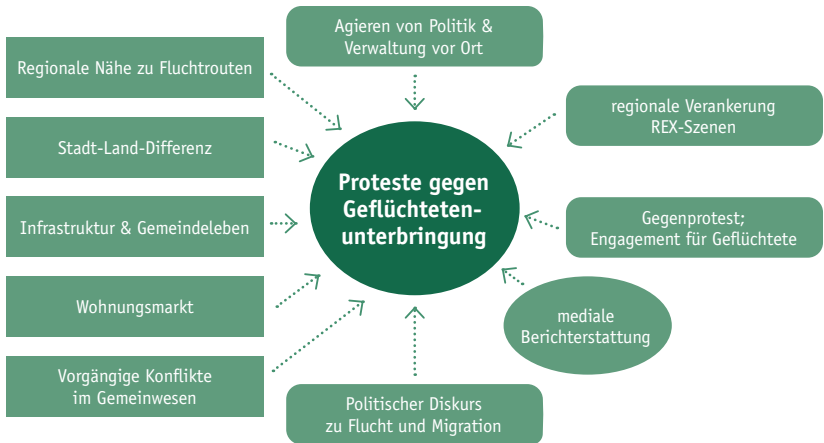 Agieren von Politik &
Verwaltung vor Ort
Regionale Nähe zu Fluchtrouten
Stadt-Land-Differenz
Infrastruktur & Gemeindeleben
Wohnungsmarkt
Vorgängige Konflikte
im Gemeinwesen
Proteste gegen
Geflüchteten-
unterbringung
regionale Verankerung
REX-Szenen
Gegenprotest;
Engagement für Geflüchtete
mediale
Berichterstattung
Politischer Diskurs
zu Flucht und Migration